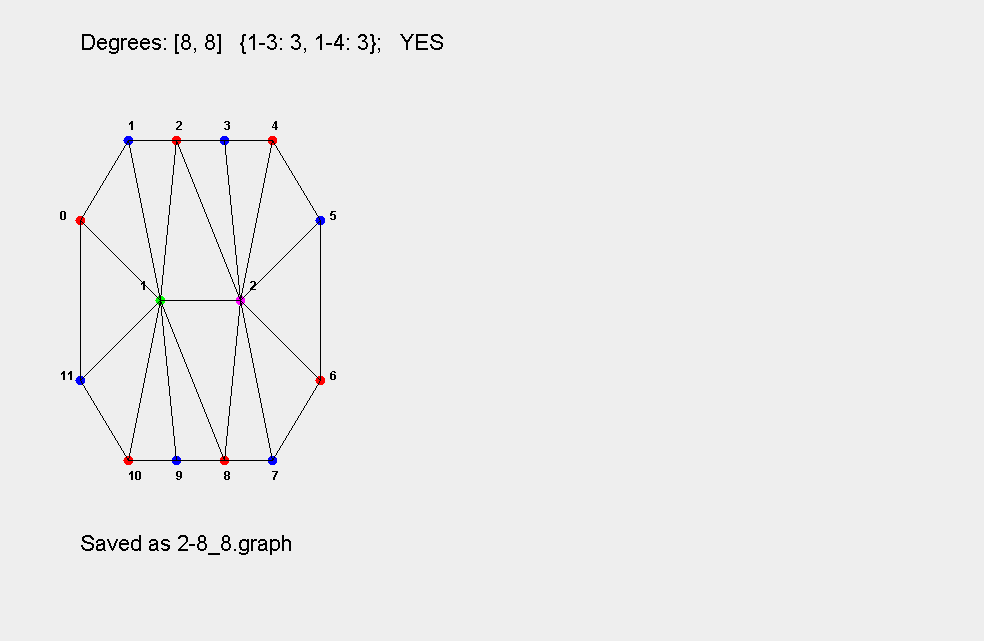 Degrees: [8, 8] {1-3: 3, 1-4: 3}; YES
1 2 3 4
0 5
1 2
11 6
10 9 8 7
Saved as 2-8_8.graph